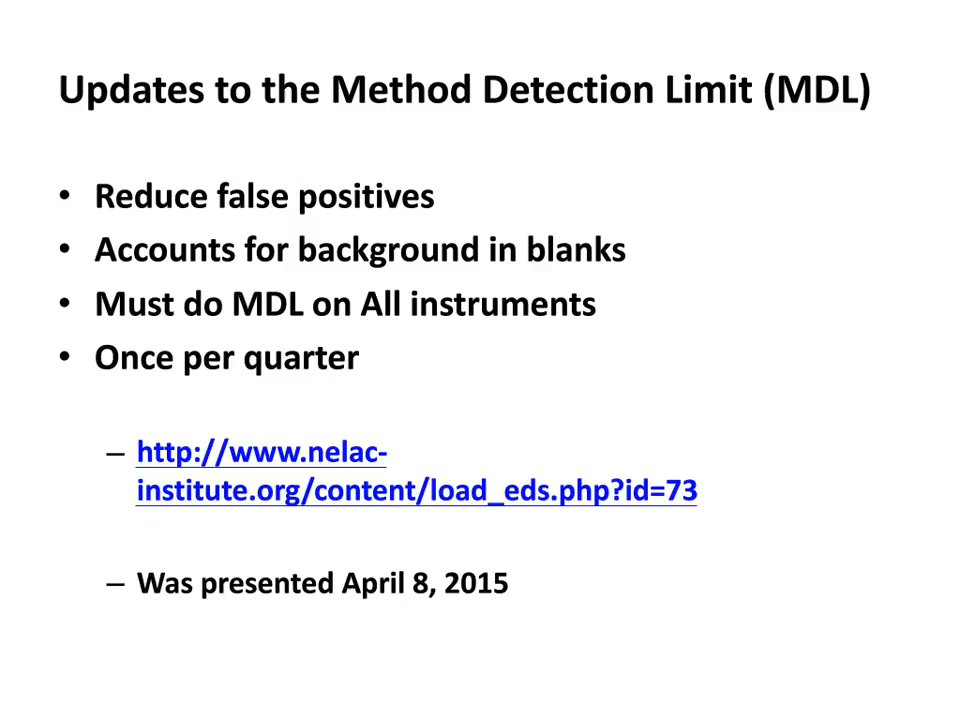 Updates to the Method Detection Limit (MDL)
• Reduce false positives
• Accounts for background in blanks
• Must do MDL on All instruments
• Once per quarter
– http://www.nelac-
institute.org/content/load_eds.php?id=73
– Was presented April 8, 2015